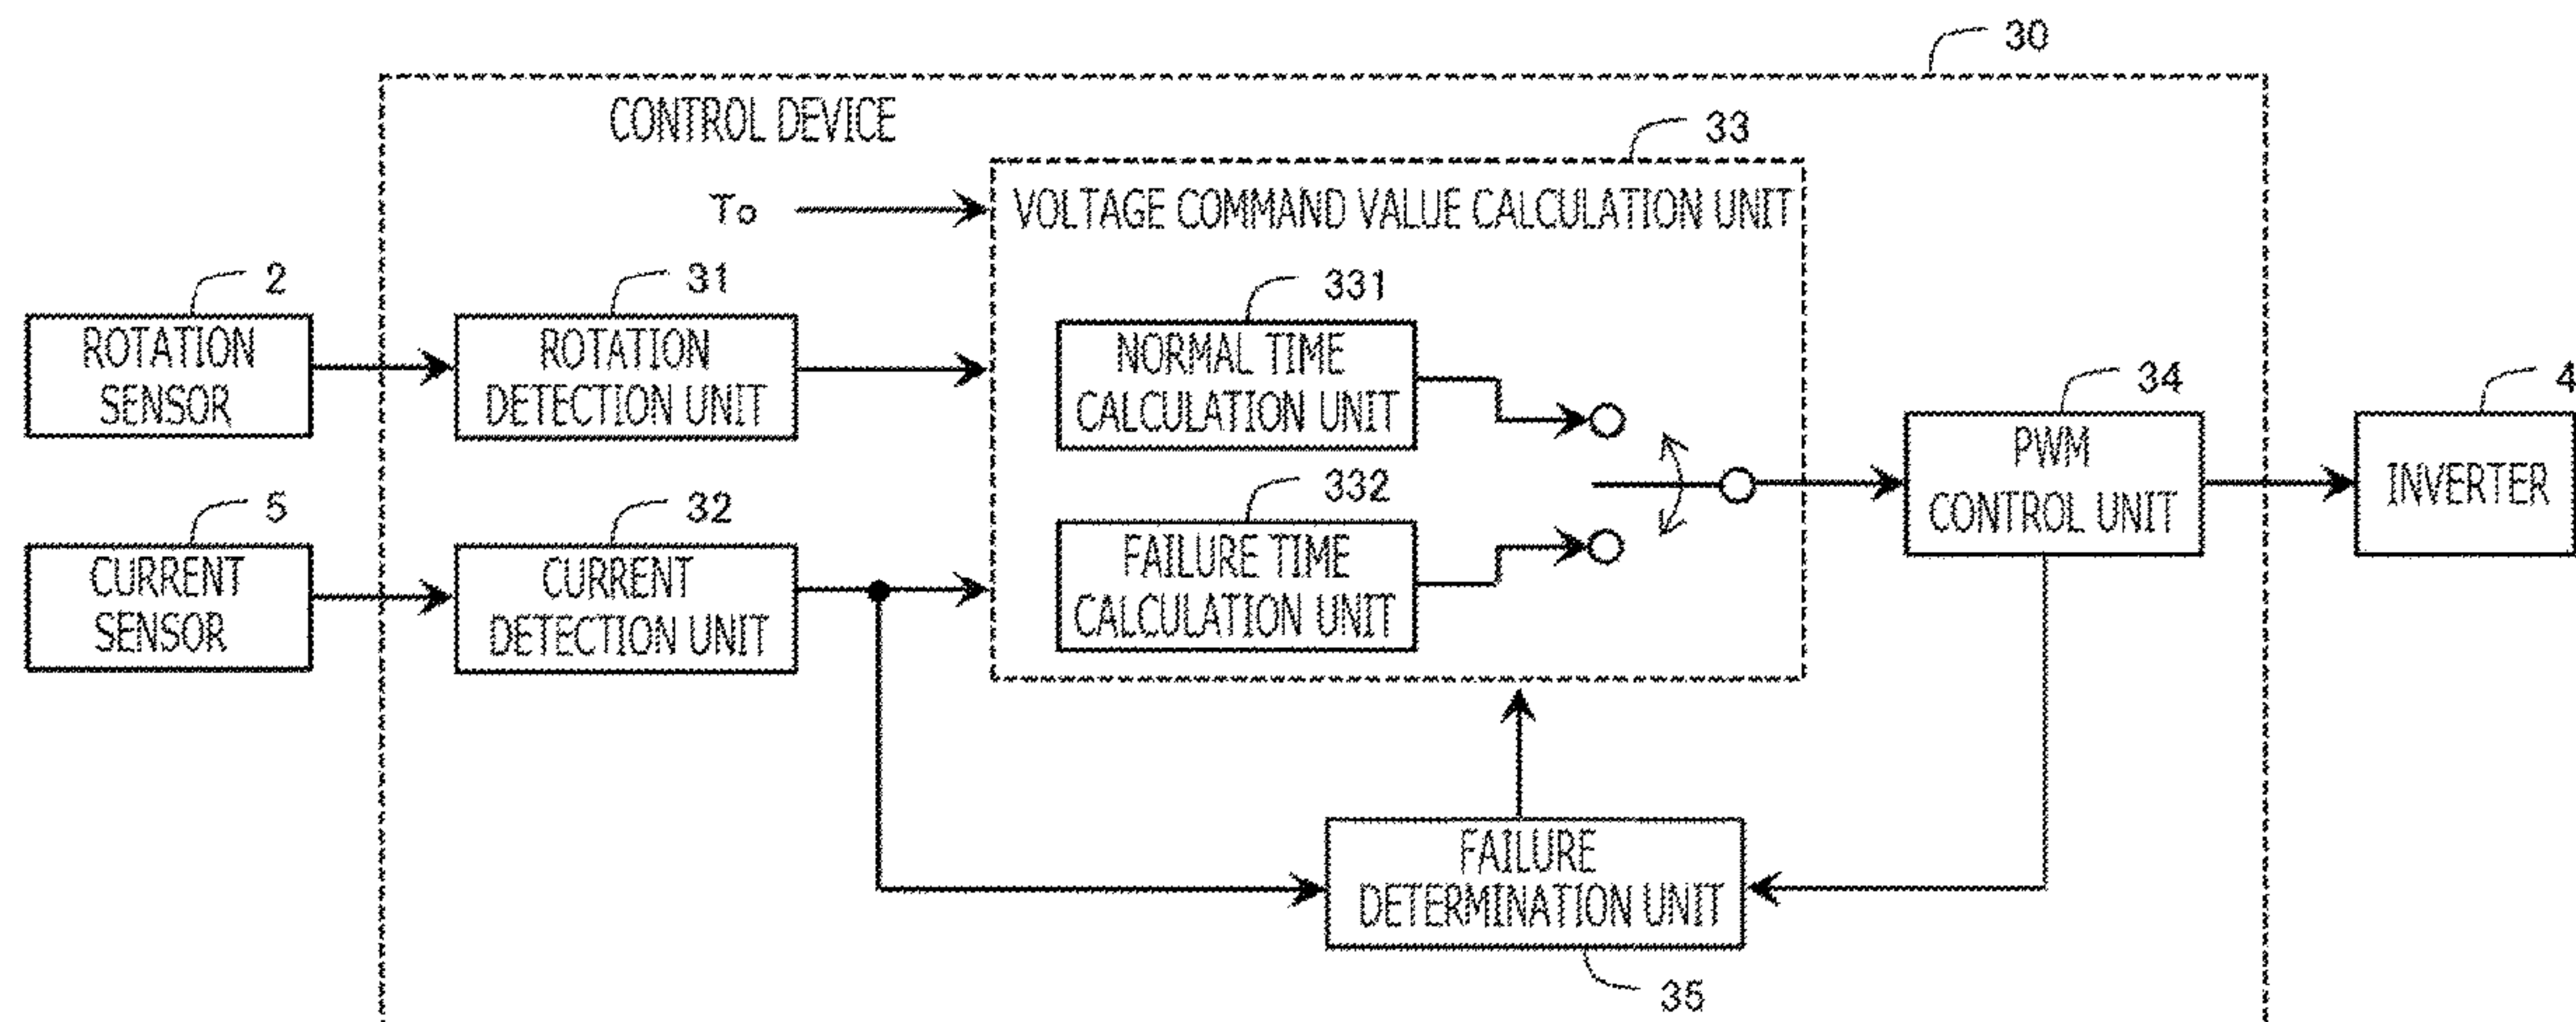 30
CONTROL DEVICE
33
To
VOLTAGE COMMAND VALUE CALCULATION UNIT
2
31
331
ROTATION
SENSOR
ROTATION
DETECTION UNIT
NORMAL TIME
CALCULATION UNIT
34
4
PWM
CONTROL UNIT
INVERTER
5
32
332
CURRENT
SENSOR
CURRENT
DETECTION UNIT
FAILURE TIME
CALCULATION UNIT
FAILURE
DETERMINATION UNIT
35